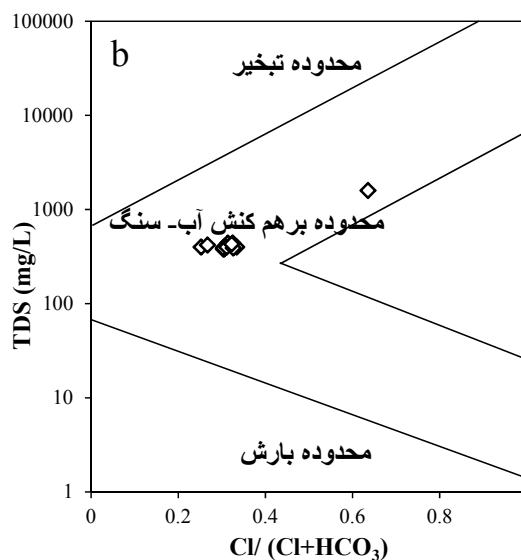 b
محدوده تبخیر
محدوده برهم کنش آب- سنگ
محدوده بارش
TDS (mg/L)
100000
10000
1000
100
10
1
0
0.2
0.4
0.6
0.8
Cl/ (Cl+HCO₃)